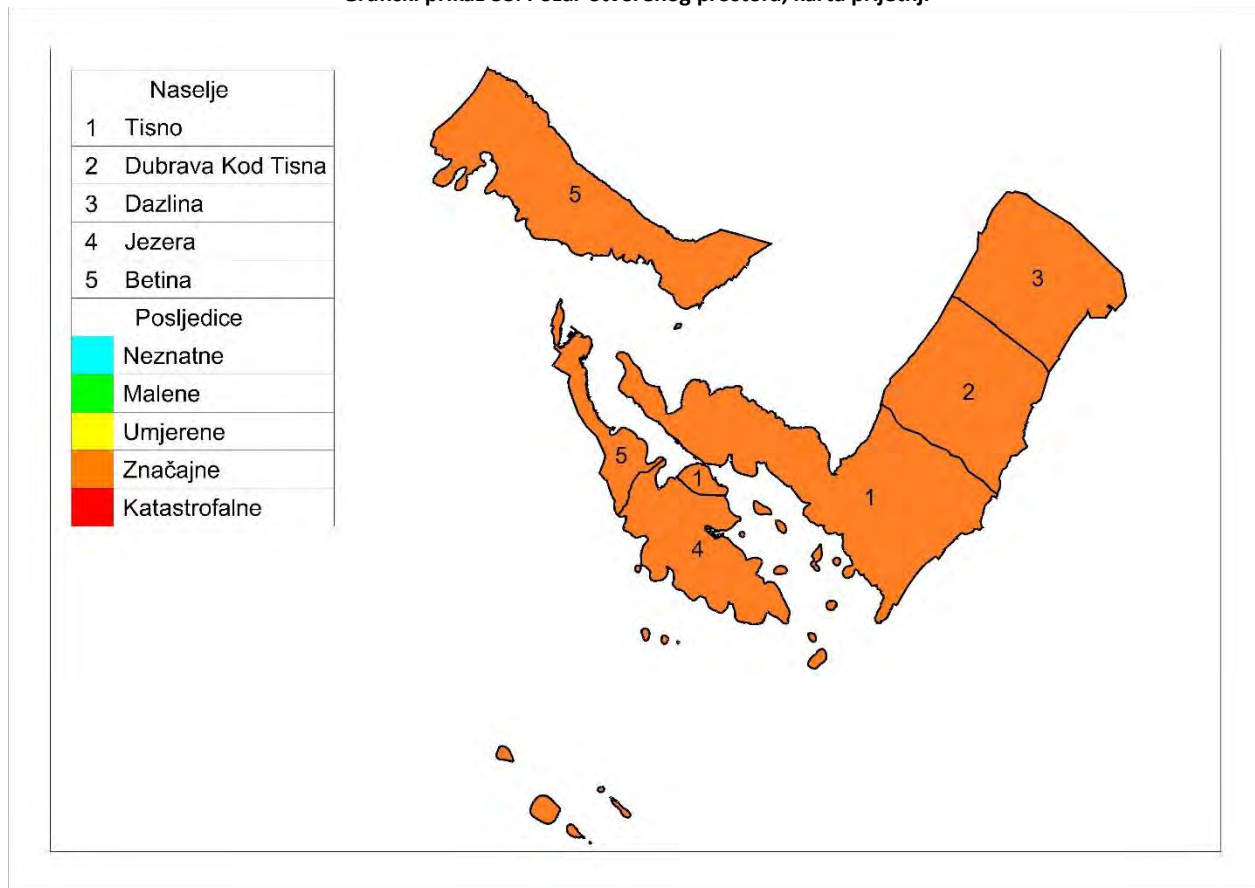 Naselje
1 Tisno
2 Dubrava Kod Tisna
3 Dazlina
4 Jezera
5 Betina
Posljedice
Neznatne
Malene
Umjerene
Značajne
Katastrofalne
5
3
2
5
1
1
4